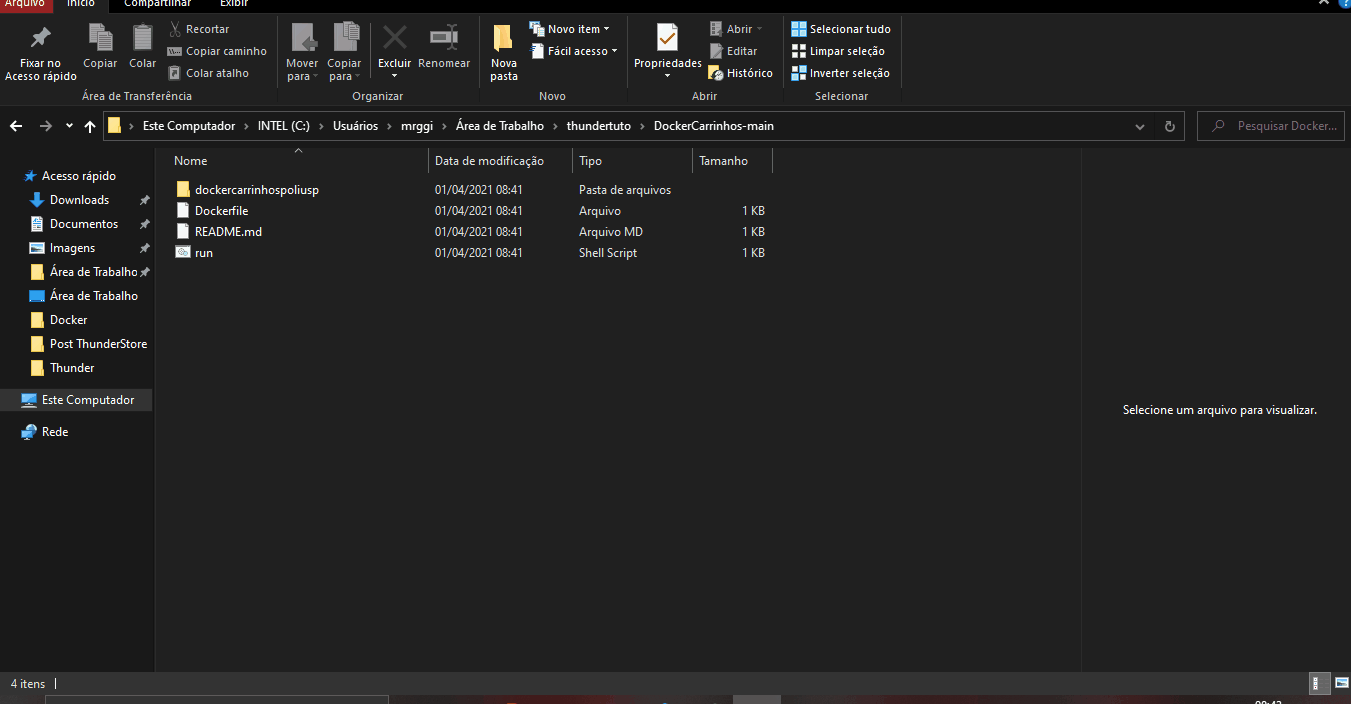 Arquivo Início Compartilhar Exibir
Recortar Novo item Abrir Selecionar tudo
Copiar caminho Fácil acesso Editar Limpar seleção
Fixar no Acesso rápido Copiar Colar Colar atalho Mover para Copiar para Excluir Renomear Nova pasta Propriedades Histórico Inverter seleção
Área de Transferência Organizar Novo Abrir Selecionar
Este Computador INTEL (C:) Usuários mrggi Área de Trabalho thundertuto DockerCarrinhos-main Pesquisar Docker...
Nome Data de modificação Tipo Tamanho
dockercarrinhospoliusp 01/04/2021 08:41 Pasta de arquivos
Dockerfile 01/04/2021 08:41 Arquivo 1 KB
README.md 01/04/2021 08:41 Arquivo MD 1 KB
run 01/04/2021 08:41 Shell Script 1 KB
Acesso rápido
Downloads
Documentos
Imagens
Área de Trabalho
Área de Trabalho
Docker
Post ThunderStore
Thunder
Este Computador
Rede
Selecione um arquivo para visualizar.
4 itens